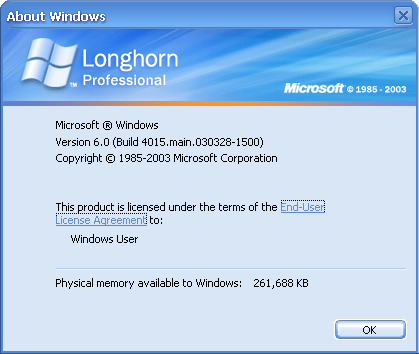 About Windows
Longhorn
Professional
Microsoft © 1985 - 2003
Microsoft ® Windows
Version 6.0 (Build 4015.main.030328-1500)
Copyright © 1985-2003 Microsoft Corporation
This product is licensed under the terms of the End-User
License Agreement to:
Windows User
Physical memory available to Windows: 261,688 KB
OK